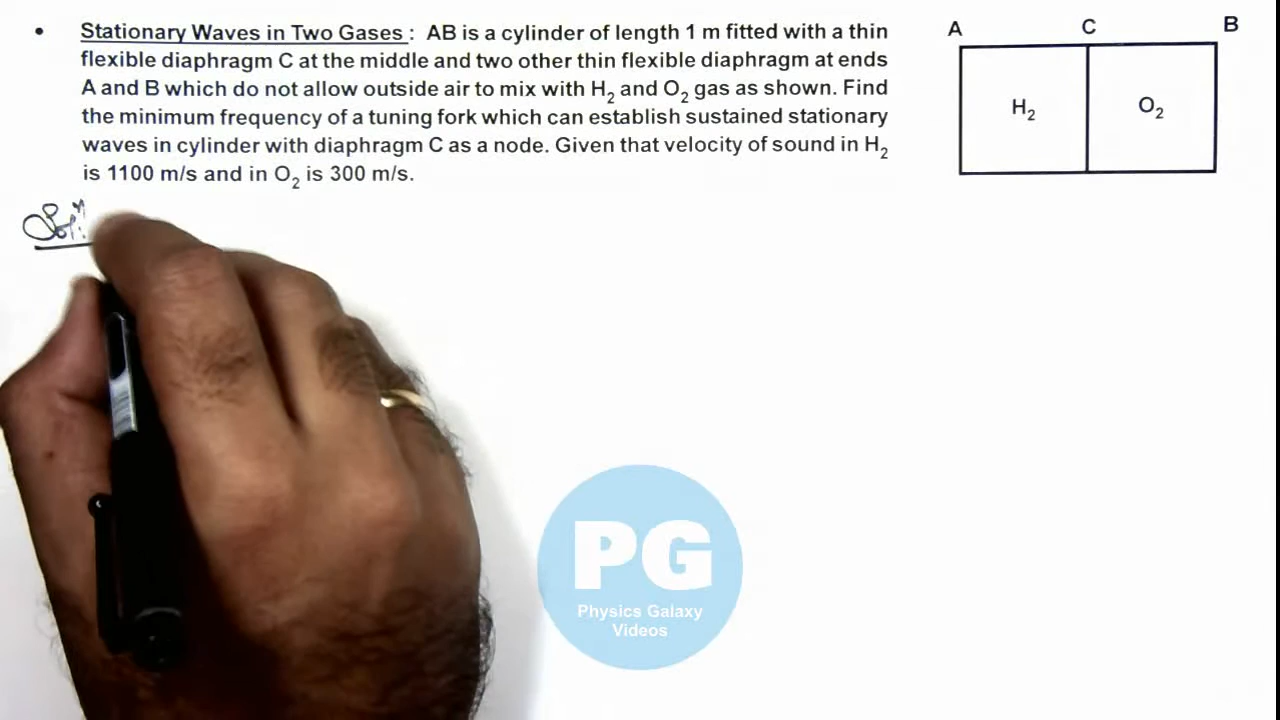 • Stationary Waves in Two Gases : AB is a cylinder of length 1 m fitted with a thin
flexible diaphragm C at the middle and two other thin flexible diaphragm at ends
A and B which do not allow outside air to mix with H₂ and O₂ gas as shown. Find
the minimum frequency of a tuning fork which can establish sustained stationary
waves in cylinder with diaphragm C as a node. Given that velocity of sound in H₂
is 1100 m/s and in O₂ is 300 m/s.
A C B
H₂ O₂
Solⁿ
PG
Physics Galaxy
Videos